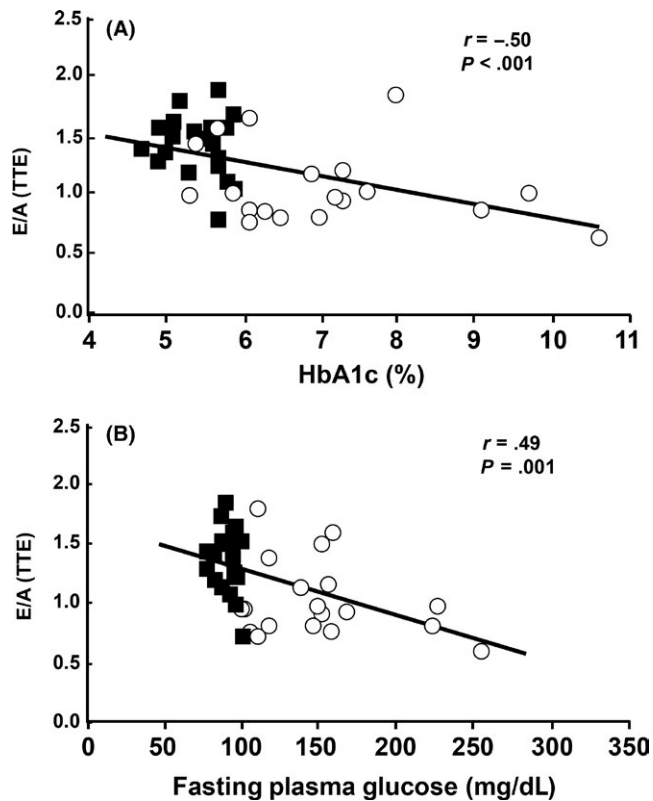 (A)
r = –.50
P < .001
2.5
2.0
1.5
1.0
0.5
0.0
E/A (TTE)
4 5 6 7 8 9 10 11
HbA1c (%)
(B)
r = .49
P = .001
2.5
2.0
1.5
1.0
0.5
0.0
E/A (TTE)
0 50 100 150 200 250 300 350
Fasting plasma glucose (mg/dL)